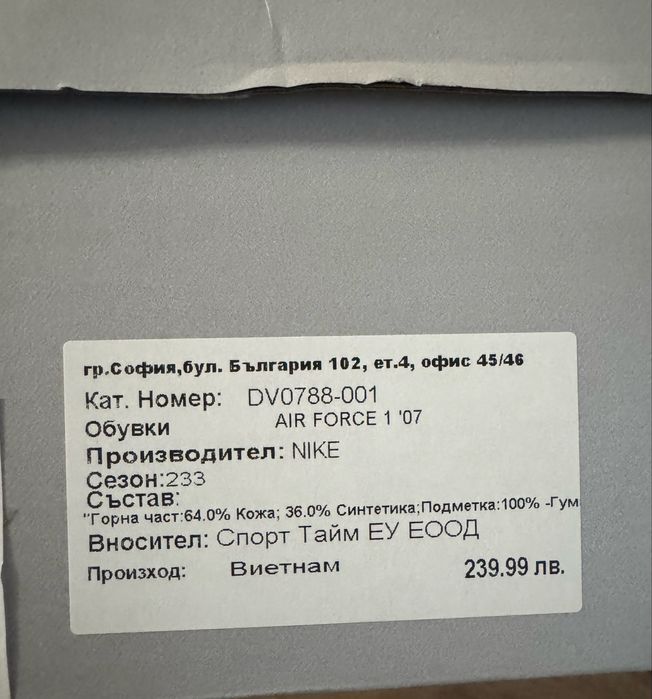 гр.София,бул. България 102, ет.4, офис 45/46
Кат. Номер: DV0788-001
Обувки AIR FORCE 1 '07
Производител: NIKE
Сезон:233
Състав:
"Горна част:64.0% Кожа; 36.0% Синтетика;Подметка:100% -Гум
Вносител: Спорт Тайм ЕУ ЕООД
Произход: Виетнам 239.99 лв.